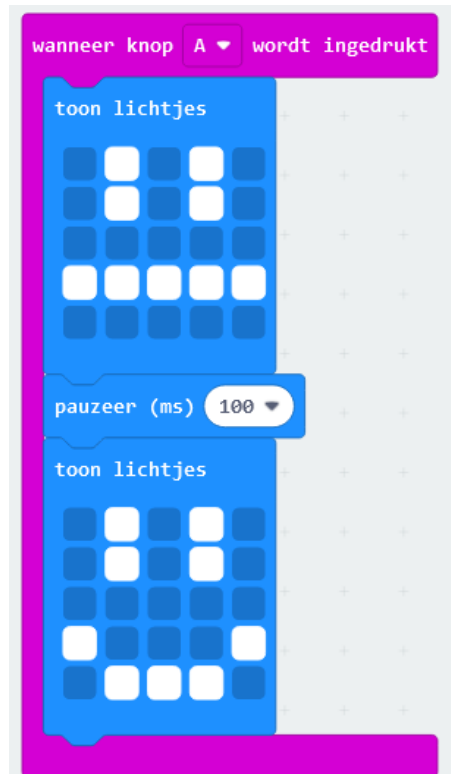 wanneer knop A wordt ingedrukt
toon lichtjes
pauzeer (ms) 100
toon lichtjes